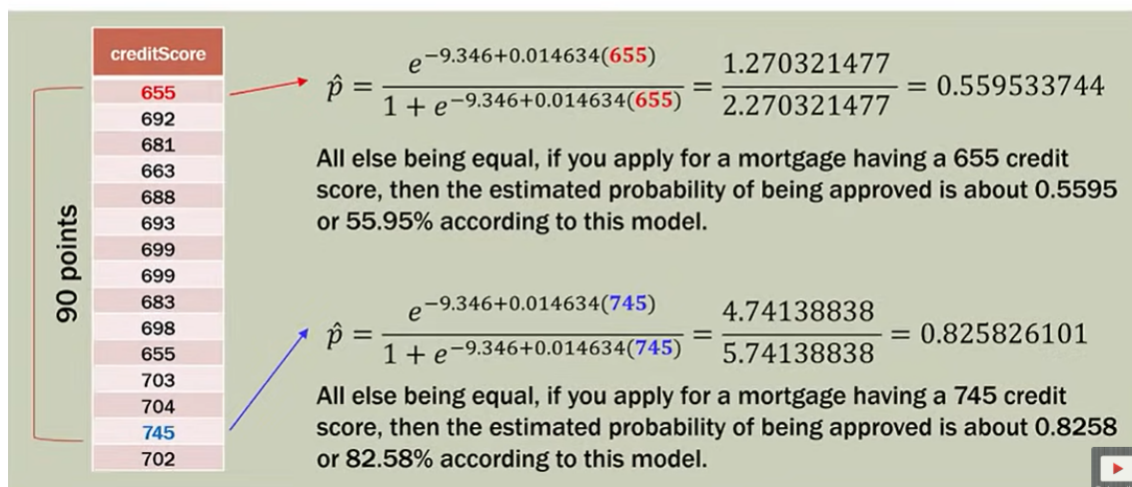 creditScore
655
692
681
663
688
693
699
699
683
698
655
703
704
745
702
90 points
p̂ = e^{-9.346+0.014634(655)} / (1 + e^{-9.346+0.014634(655)}) = 1.270321477 / 2.270321477 = 0.559533744
All else being equal, if you apply for a mortgage having a 655 credit
score, then the estimated probability of being approved is about 0.5595
or 55.95% according to this model.
p̂ = e^{-9.346+0.014634(745)} / (1 + e^{-9.346+0.014634(745)}) = 4.74138838 / 5.74138838 = 0.825826101
All else being equal, if you apply for a mortgage having a 745 credit
score, then the estimated probability of being approved is about 0.8258
or 82.58% according to this model.